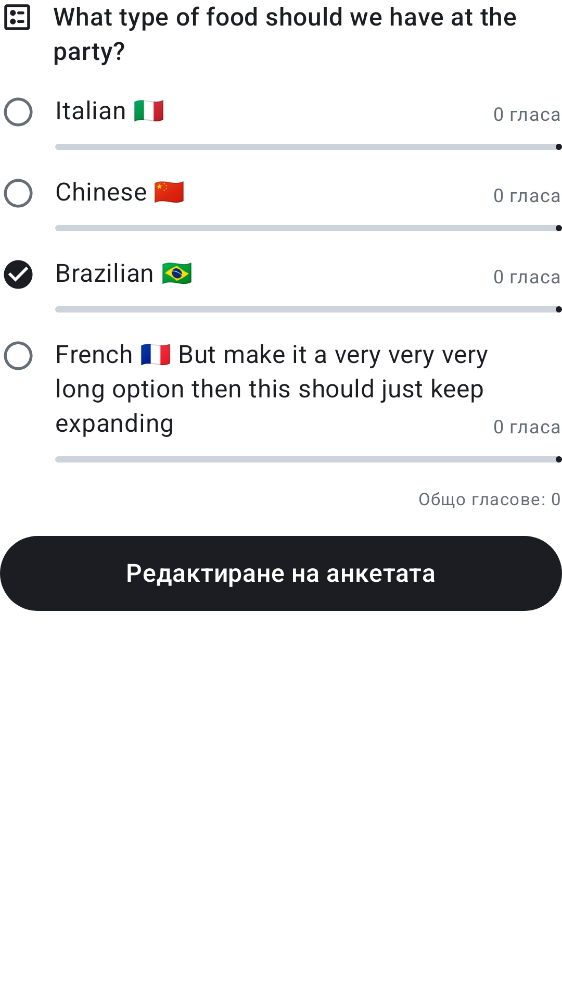 What type of food should we have at the
party?
Italian 🇮🇹
0 гласа
Chinese 🇨🇳
0 гласа
Brazilian 🇧🇷
0 гласа
French 🇫🇷 But make it a very very very
long option then this should just keep
expanding
0 гласа
Общо гласове: 0
Редактиране на анкетата